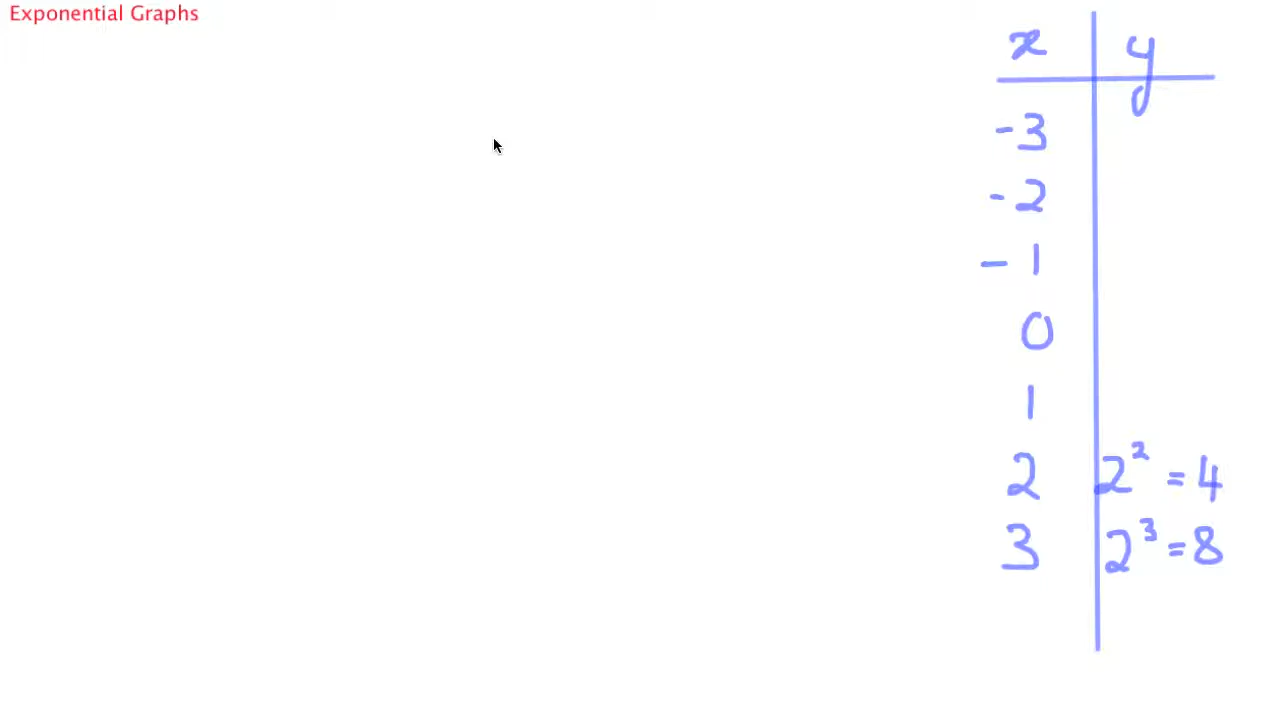 Exponential Graphs
x y
-3
-2
-1
0
1
2 2² = 4
3 2³ = 8